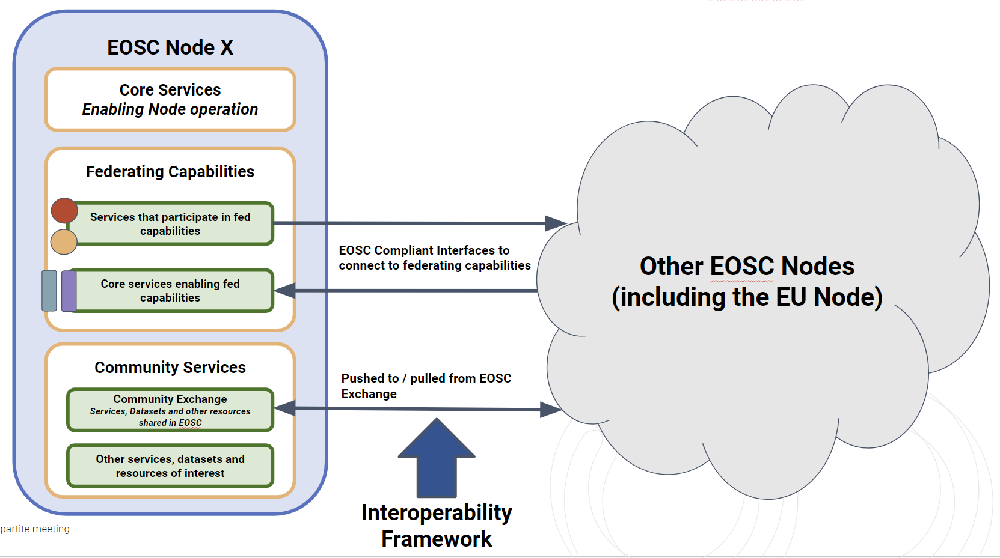 EOSC Node X
Core Services
Enabling Node operation
Federating Capabilities
Services that participate in fed
capabilities
EOSC Compliant Interfaces to
connect to federating capabilities
Core services enabling fed
capabilities
Other EOSC Nodes
(including the EU Node)
Community Services
Community Exchange
Services, Datasets and other resources
shared in EOSC
Pushed to / pulled from EOSC
Exchange
Other services, datasets and
resources of interest
Interoperability
Framework
partite meeting